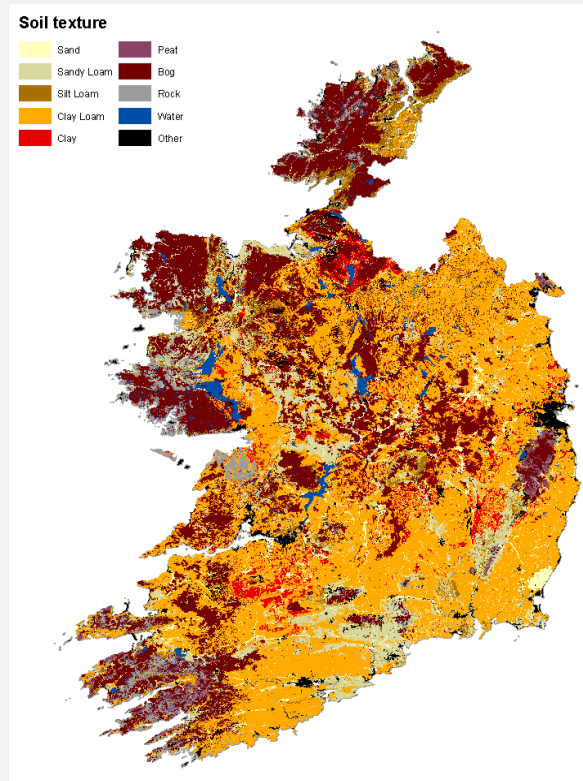 Soil texture
Sand
Peat
Sandy Loam
Bog
Silt Loam
Rock
Clay Loam
Water
Clay
Other